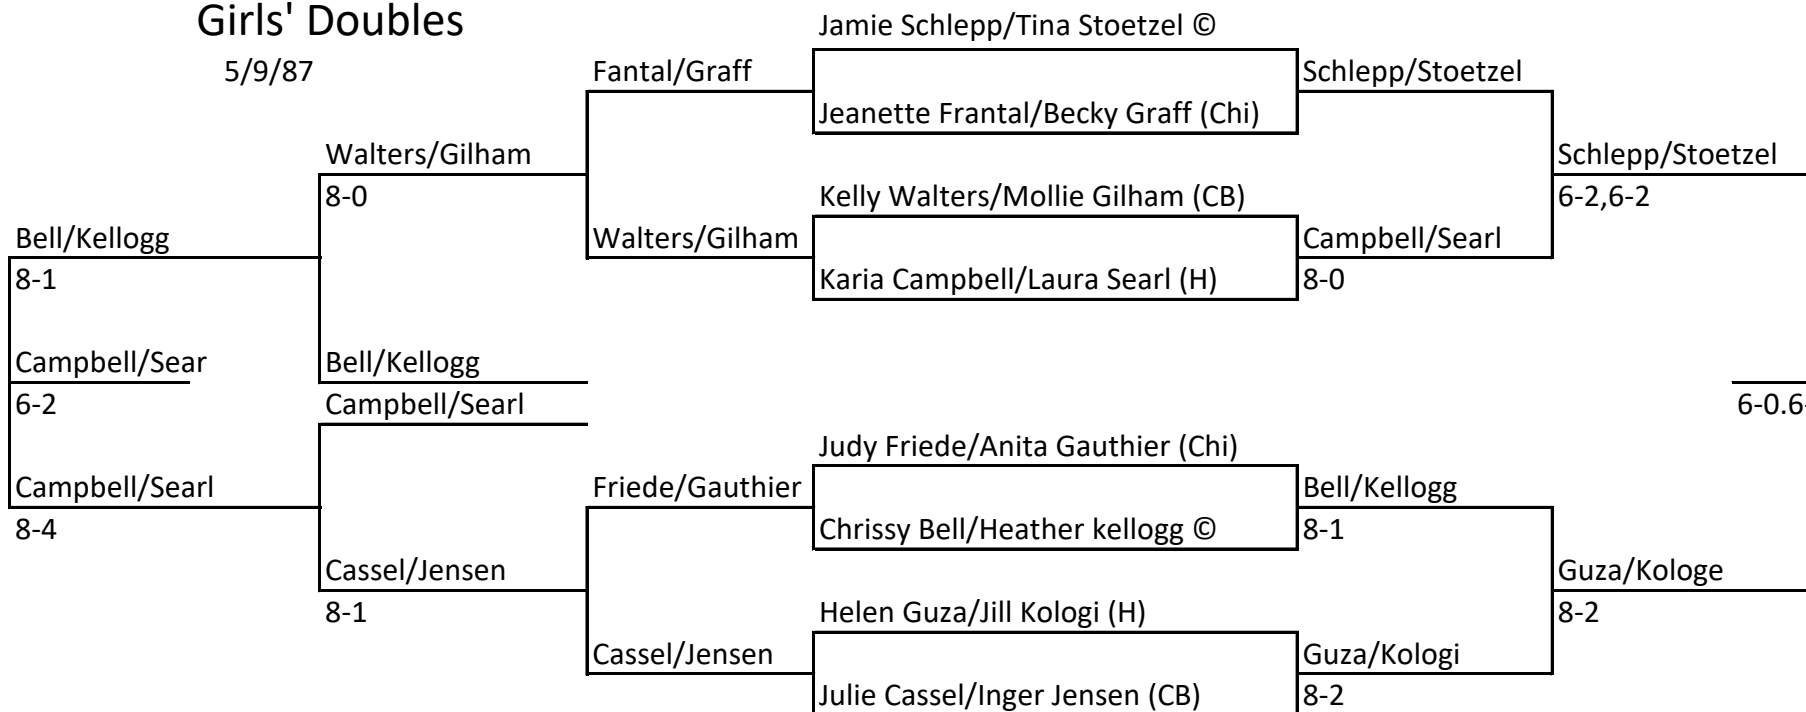 Girls' Doubles
5/9/87
Jamie Schlepp/Tina Stoetzel ©
Fantal/Graff
Schlepp/Stoetzel
Jeanette Frantal/Becky Graff (Chi)
Walters/Gilham
Schlepp/Stoetzel
8-0
Kelly Walters/Mollie Gilham (CB)
6-2,6-2
Bell/Kellogg
Walters/Gilham
Campbell/Searl
8-1
Karia Campbell/Laura Searl (H)
8-0
Campbell/Sear
Bell/Kellogg
6-2
Campbell/Searl
6-0.6-
Judy Friede/Anita Gauthier (Chi)
Campbell/Searl
Friede/Gauthier
Bell/Kellogg
8-4
Chrissy Bell/Heather kellogg ©
8-1
Cassel/Jensen
Guza/Kologe
8-1
Helen Guza/Jill Kologi (H)
8-2
Cassel/Jensen
Guza/Kologi
Julie Cassel/Inger Jensen (CB)
8-2